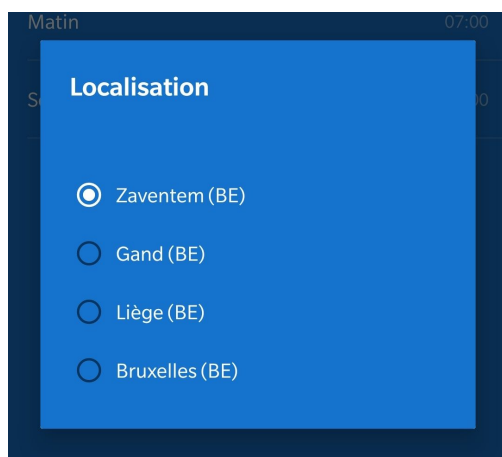 Matin 07:00
Localisation
Zaventem (BE)
Gand (BE)
Liège (BE)
Bruxelles (BE)